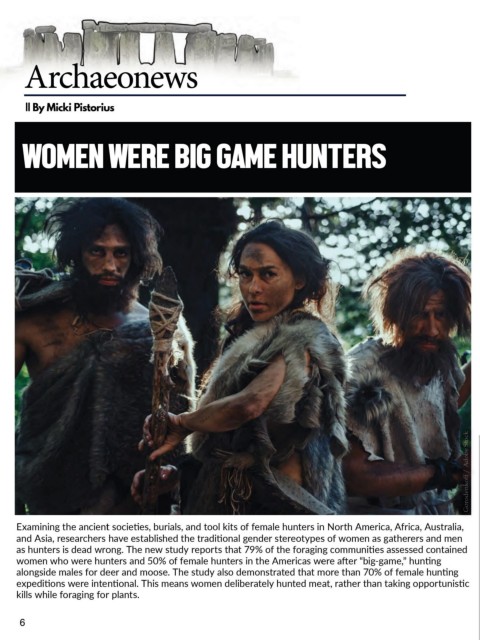 Archaeonews
|| By Micki Pistorius
WOMEN WERE BIG GAME HUNTERS
Examining the ancient societies, burials, and tool kits of female hunters in North America, Africa, Australia,
and Asia, researchers have established the traditional gender stereotypes of women as gatherers and men
as hunters is dead wrong. The new study reports that 79% of the foraging communities assessed contained
women who were hunters and 50% of female hunters in the Americas were after “big-game,” hunting
alongside males for deer and moose. The study also demonstrated that more than 70% of female hunting
expeditions were intentional. This means women deliberately hunted meat, rather than taking opportunistic
kills while foraging for plants.
6